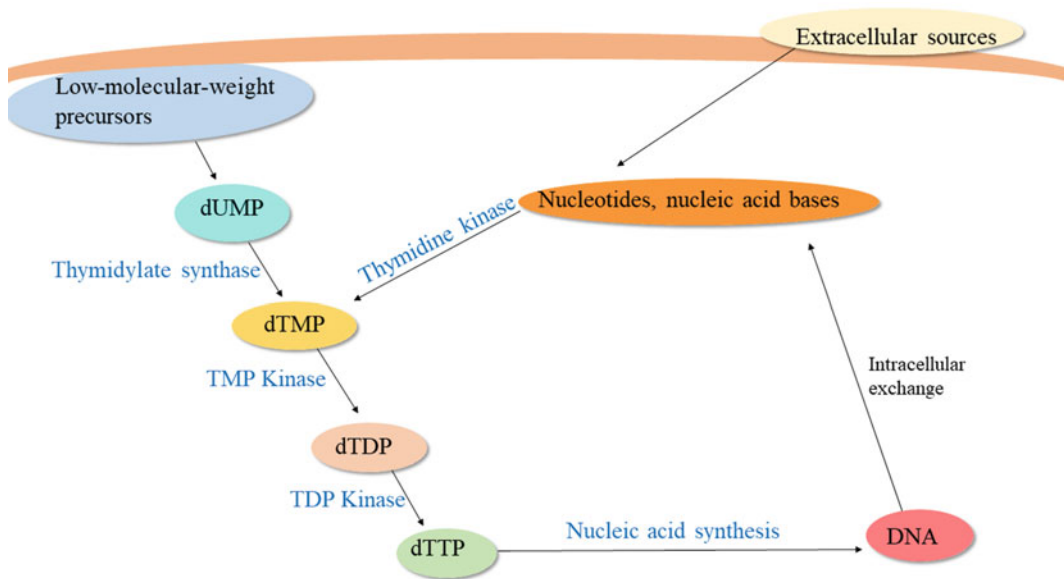 Extracellular sources
Low-molecular-weight
precursors
Nucleotides, nucleic acid bases
dUMP
Thymidine kinase
Thymidylate synthase
dTMP
TMP Kinase
Intracellular
exchange
dTDP
TDP Kinase
Nucleic acid synthesis
dTTP
DNA